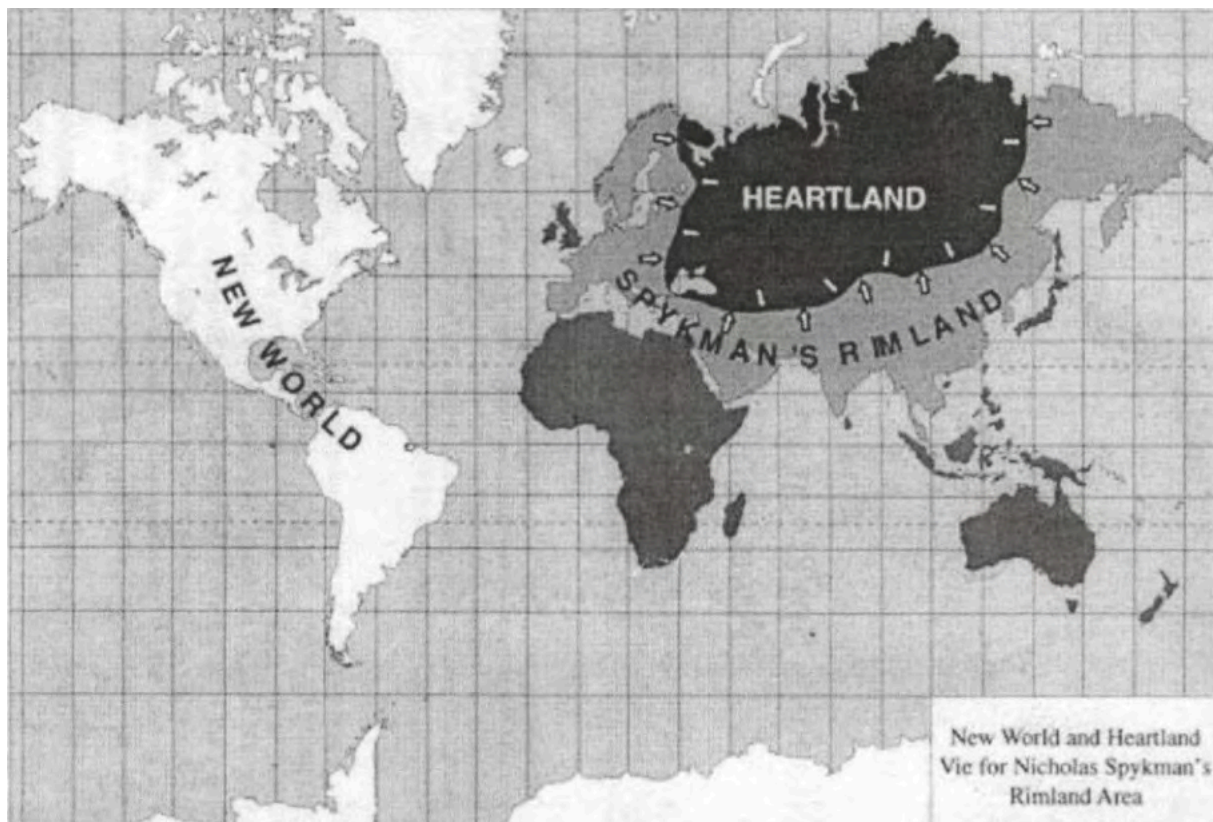 HEARTLAND
NEW WORLD
SPYKMAN'S RIMLAND
New World and Heartland
Vie for Nicholas Spykman's
Rimland Area